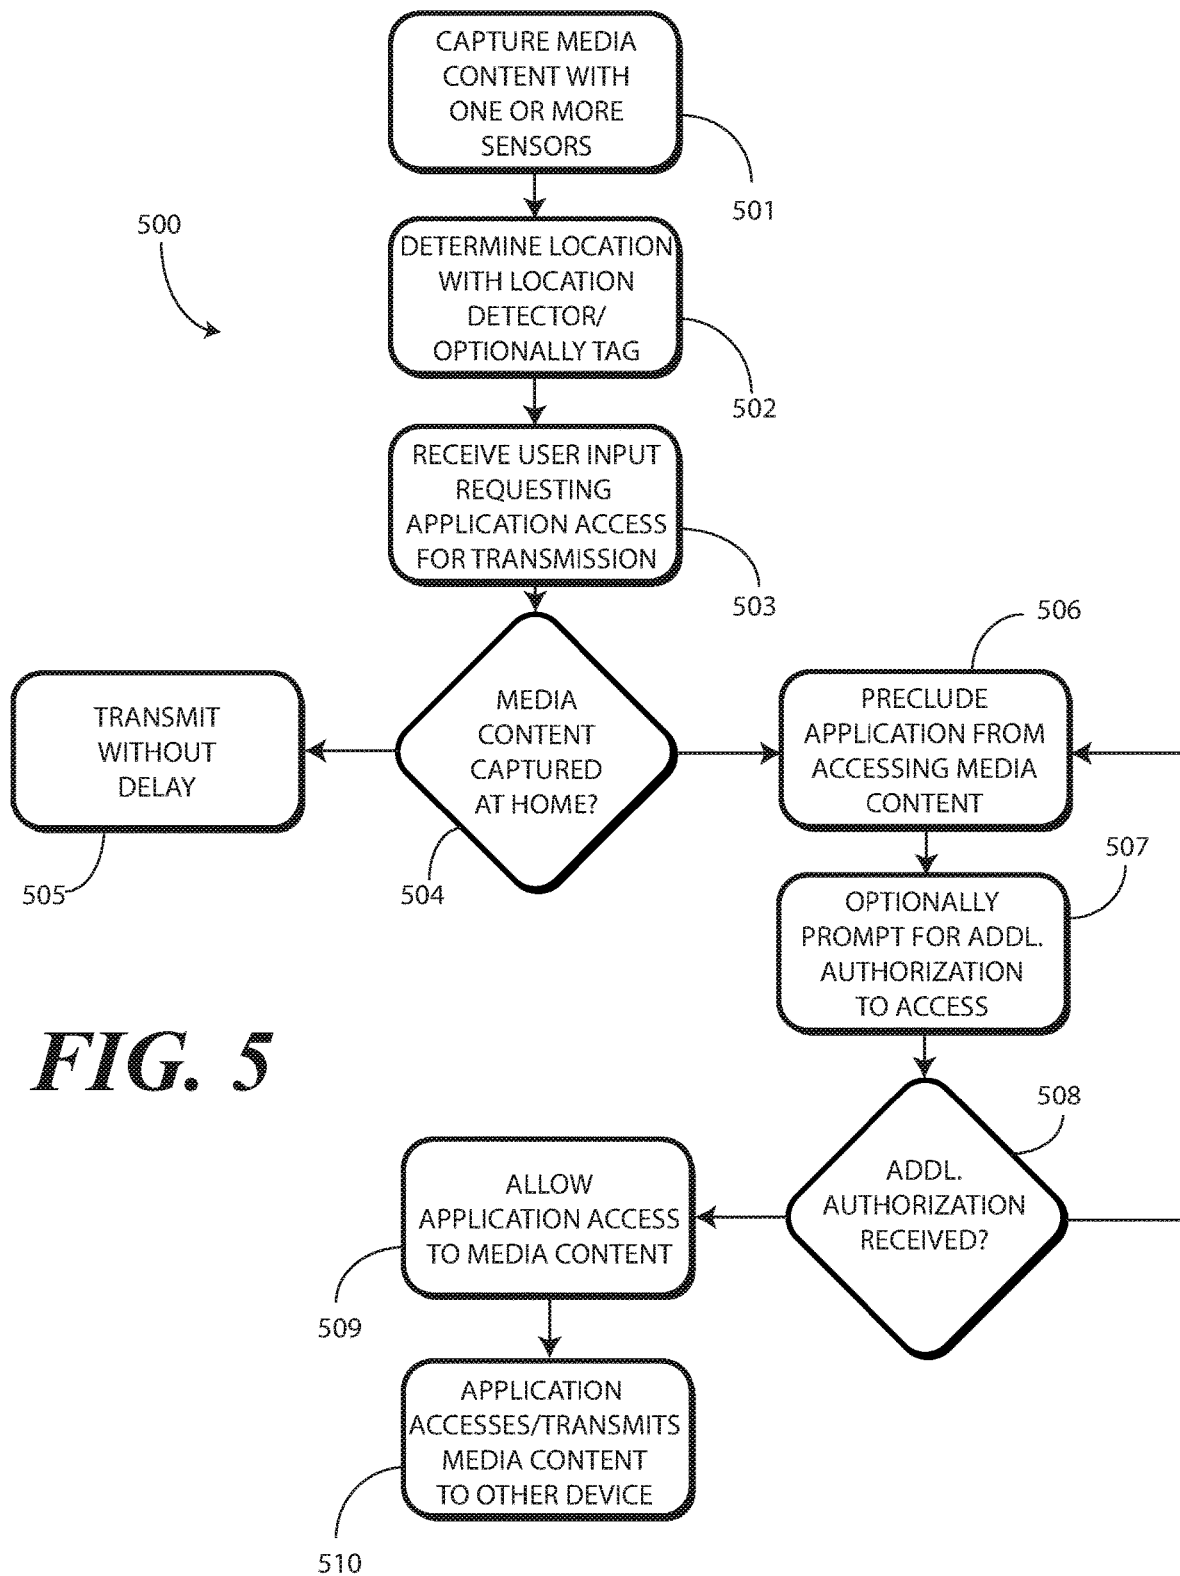 CAPTURE MEDIA
CONTENT WITH
ONE OR MORE
SENSORS
501
500
DETERMINE LOCATION
WITH LOCATION
DETECTOR/
OPTIONALLY TAG
502
RECEIVE USER INPUT
REQUESTING
APPLICATION ACCESS
FOR TRANSMISSION
503
MEDIA
CONTENT
CAPTURED
AT HOME?
504
TRANSMIT
WITHOUT
DELAY
505
506
PRECLUDE
APPLICATION FROM
ACCESSING MEDIA
CONTENT
507
OPTIONALLY
PROMPT FOR ADDL.
AUTHORIZATION
TO ACCESS
FIG. 5
508
ADDL.
AUTHORIZATION
RECEIVED?
ALLOW
APPLICATION ACCESS
TO MEDIA CONTENT
509
APPLICATION
ACCESSES/TRANSMITS
MEDIA CONTENT
TO OTHER DEVICE
510